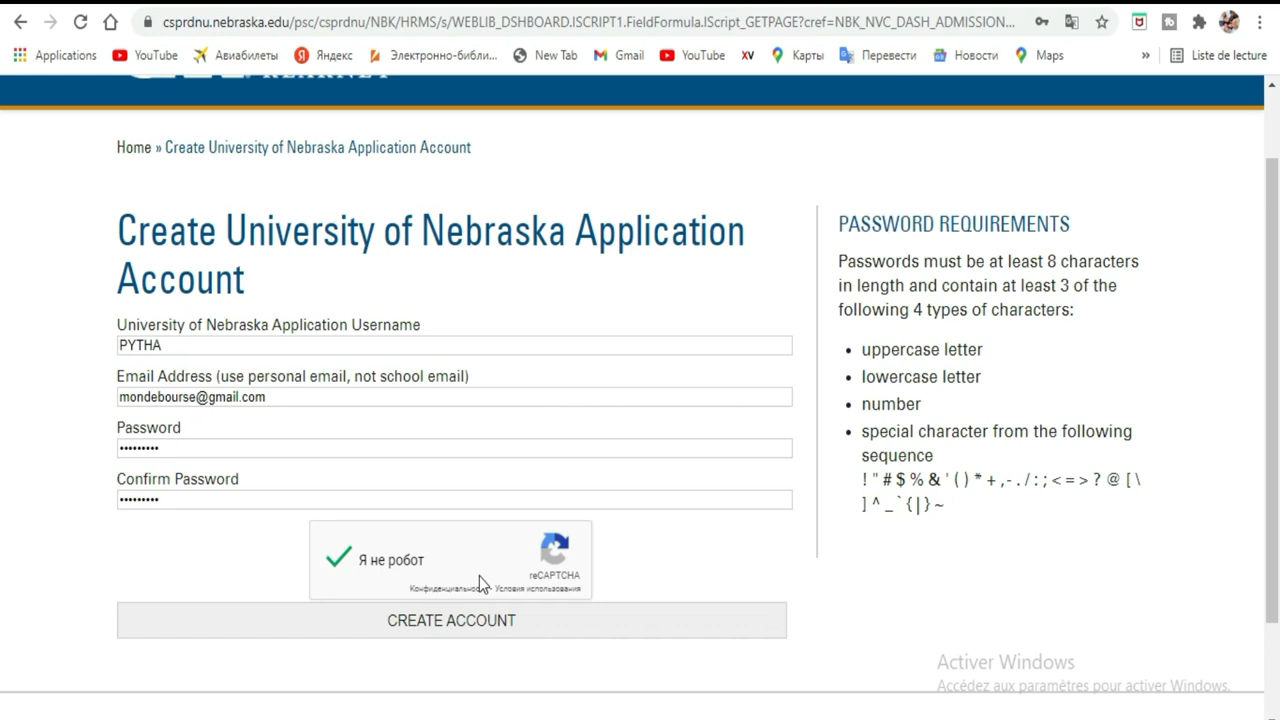 csprdnu.nebraska.edu/psc/csprdnu/NBK/HRMS/s/WEBLIB_DSHBOARD.ISCRIPT1.FieldFormula.IScript_GETPAGE?cref=NBK_NVC_DASH_ADMISSION...
Applications YouTube Авиабилеты Яндекс Электронно-библи... New Tab Gmail YouTube XV Карты Перевести Новости Maps » Liste de lecture
Home » Create University of Nebraska Application Account
Create University of Nebraska Application
Account
University of Nebraska Application Username
PYTHA
Email Address (use personal email, not school email)
mondebourse@gmail.com
Password
•••••••••
Confirm Password
•••••••••
Я не робот
reCAPTCHA
Конфиденциальность - Условия использования
CREATE ACCOUNT
PASSWORD REQUIREMENTS
Passwords must be at least 8 characters
in length and contain at least 3 of the
following 4 types of characters:
• uppercase letter
• lowercase letter
• number
• special character from the following
sequence
! " # $ % & ' ( ) * + , - . / : ; < = > ? @ [ \
] ^ _ ` { | } ~
Activer Windows
Accédez aux paramètres pour activer Windows.